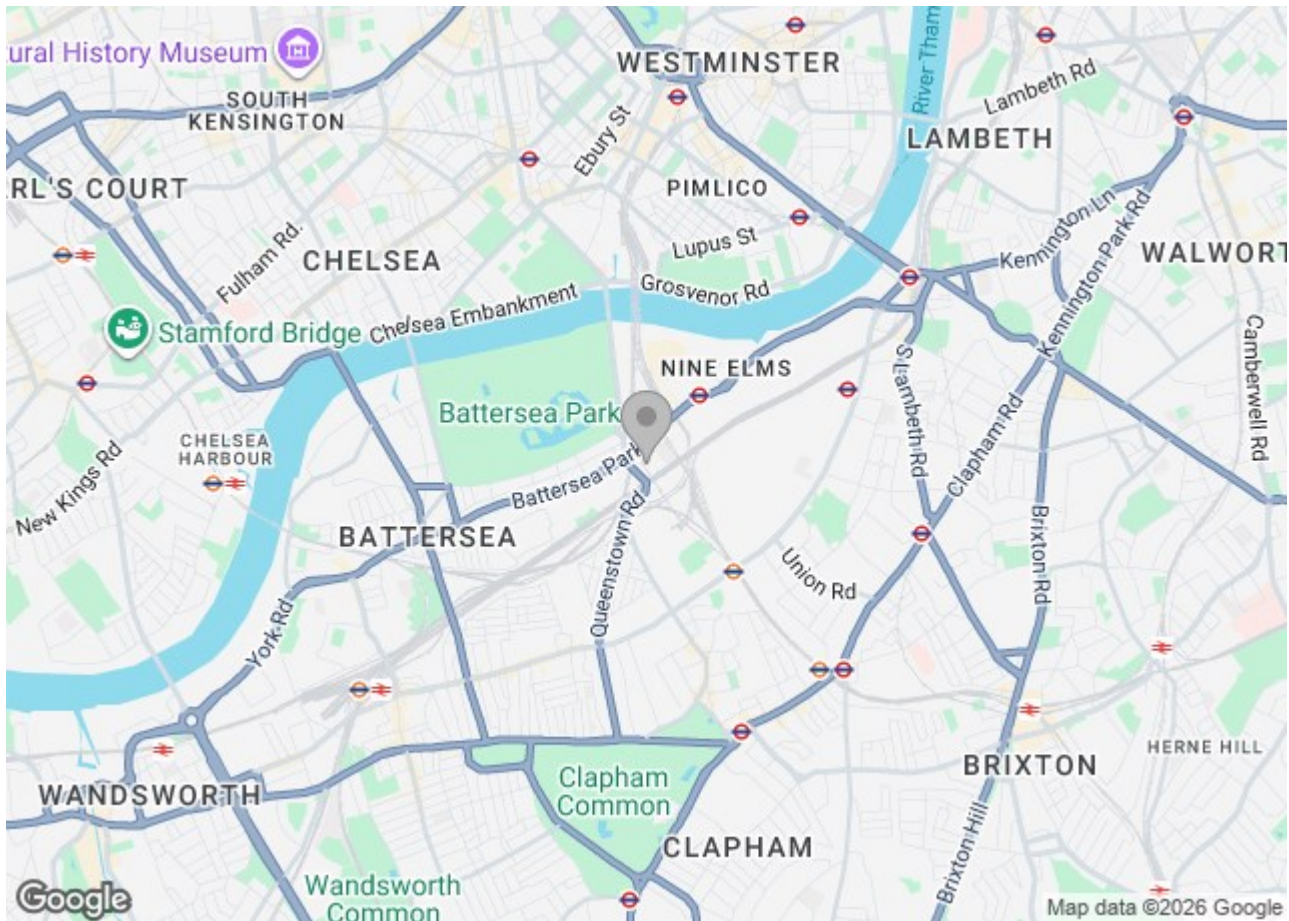 ural History Museum
WESTMINSTER
River Tham
Lambeth Rd
SOUTH
KENSINGTON
Ebury St
LAMBETH
ARL'S COURT
PIMLICO
Kennington Ln
Kennington Park Rd
Fulham Rd.
CHELSEA
Lupus St
WALWORT
Grosvenor Rd
Chelsea Embankment
Stamford Bridge
NINE ELMS
S Lambeth Rd
Camberwell Rd
Battersea Park
CHELSEA
HARBOUR
Clapham Rd
New Kings Rd
Battersea Park
BATTERSEA
Queenstown Rd
Union Rd
Brixton Rd
York Rd
HERNE HILL
BRIXTON
Clapham
Common
WANDSWORTH
CLAPHAM
Brixton Hill
Wandsworth
Common
Google
Map data ©2026 Google